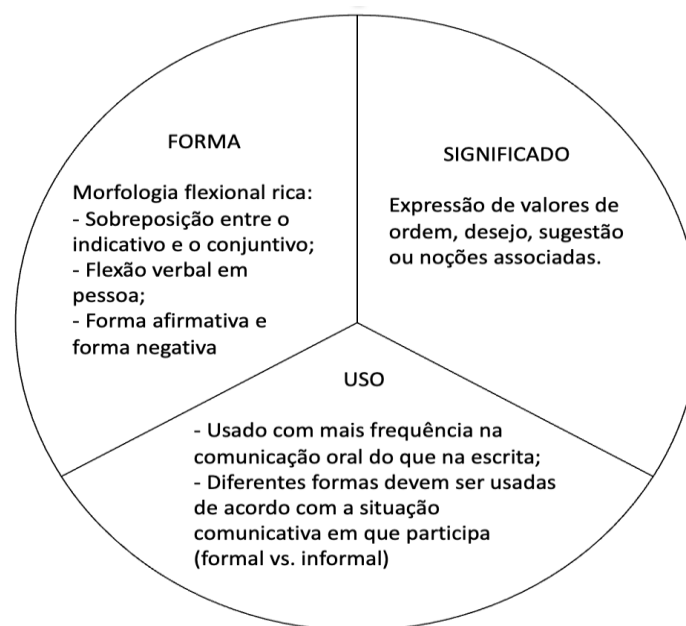 FORMA
Morfologia flexional rica:
- Sobreposição entre o
indicativo e o conjuntivo;
- Flexão verbal em
pessoa;
- Forma afirmativa e
forma negativa
SIGNIFICADO
Expressão de valores de
ordem, desejo, sugestão
ou noções associadas.
USO
- Usado com mais frequência na
comunicação oral do que na escrita;
- Diferentes formas devem ser usadas
de acordo com a situação
comunicativa em que participa
(formal vs. informal)